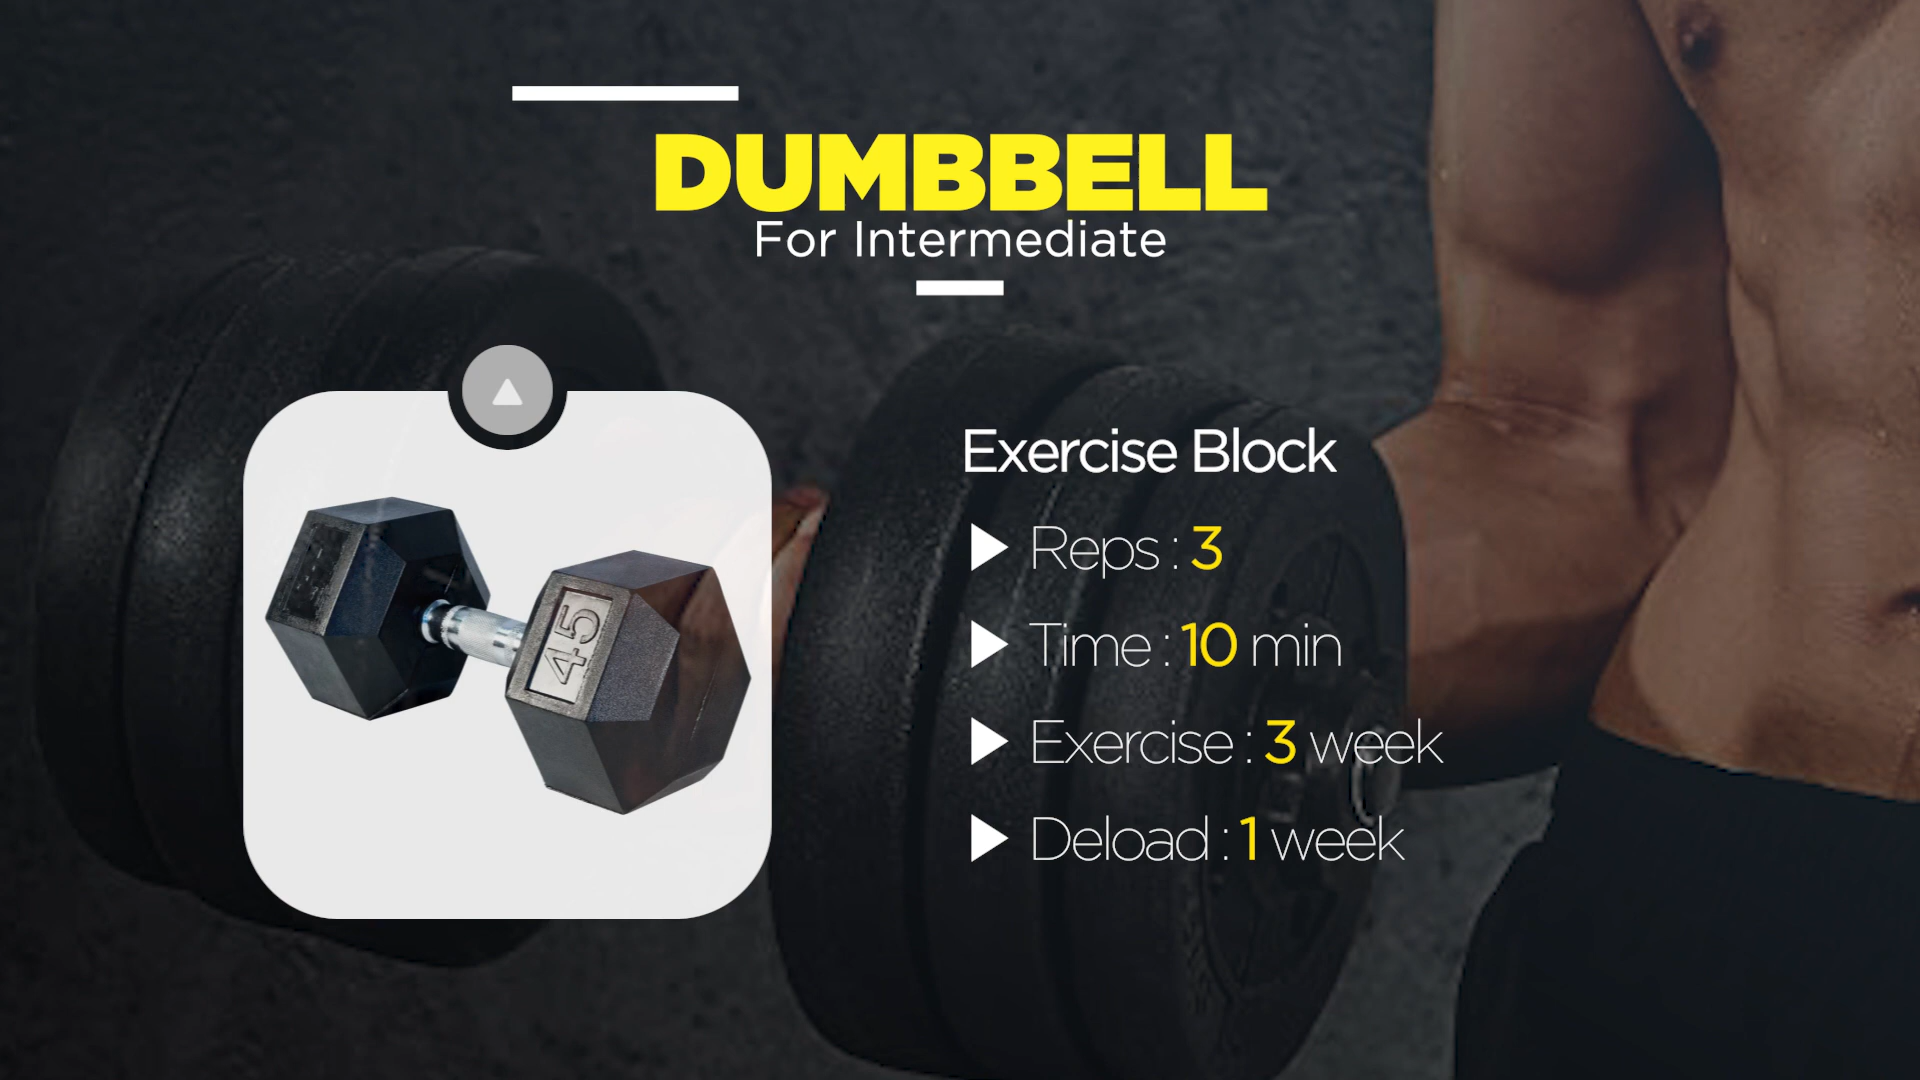 DUMBBELL
For Intermediate
45
Exercise Block
Reps : 3
Time : 10 min
Exercise : 3 week
Deload : 1 week